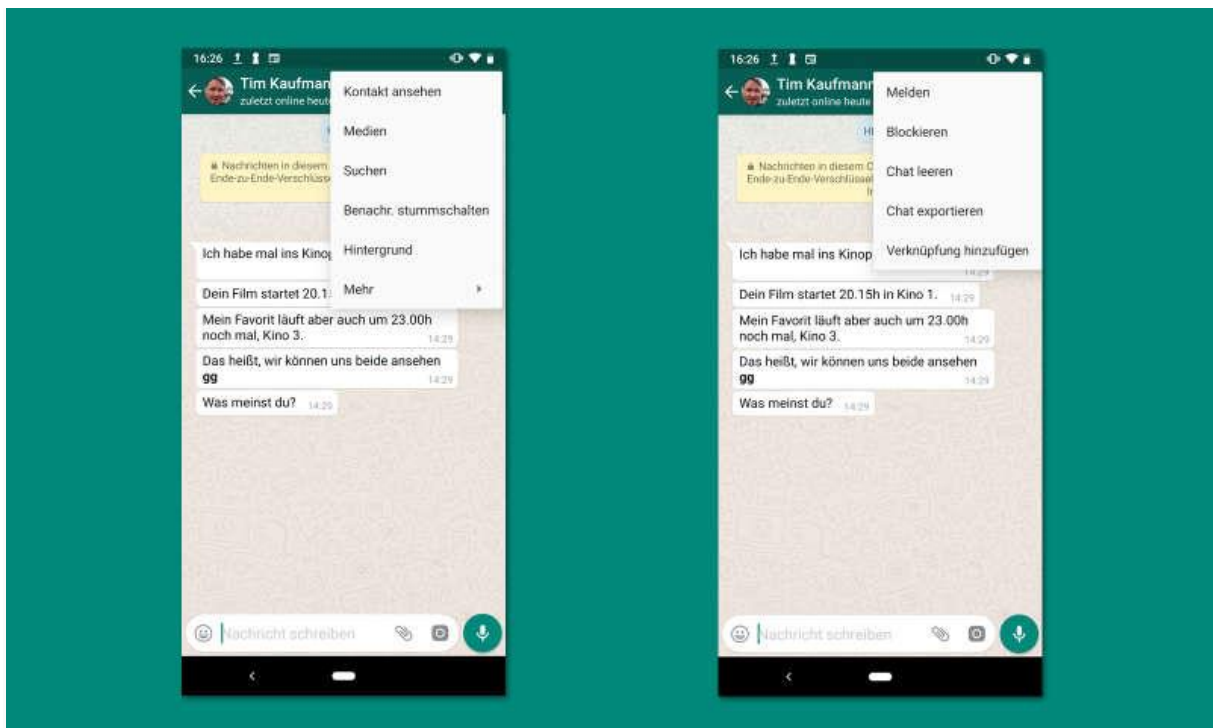 16:26
Tim Kaufmann
zuletzt online heute
Kontakt ansehen
Medien
Suchen
Benachr. stummschalten
Hintergrund
Mehr
Nachrichten in diesem
Ende-zu-Ende-Verschlüss
Ich habe mal ins Kinop
Dein Film startet 20.1
Mein Favorit läuft aber auch um 23.00h
noch mal, Kino 3. 14:29
Das heißt, wir können uns beide ansehen
gg 14:29
Was meinst du? 14:29
Nachricht schreiben
16:26
Tim Kaufmann
zuletzt online heute
Melden
Blockieren
Chat leeren
Chat exportieren
Verknüpfung hinzufügen
HE
Nachrichten in diesem C
Ende-zu-Ende-Verschlüssel
Ich habe mal ins Kinop
14:29
Dein Film startet 20.15h in Kino 1. 14:29
Mein Favorit läuft aber auch um 23.00h
noch mal, Kino 3. 14:29
Das heißt, wir können uns beide ansehen
gg 14:29
Was meinst du? 14:29
Nachricht schreiben